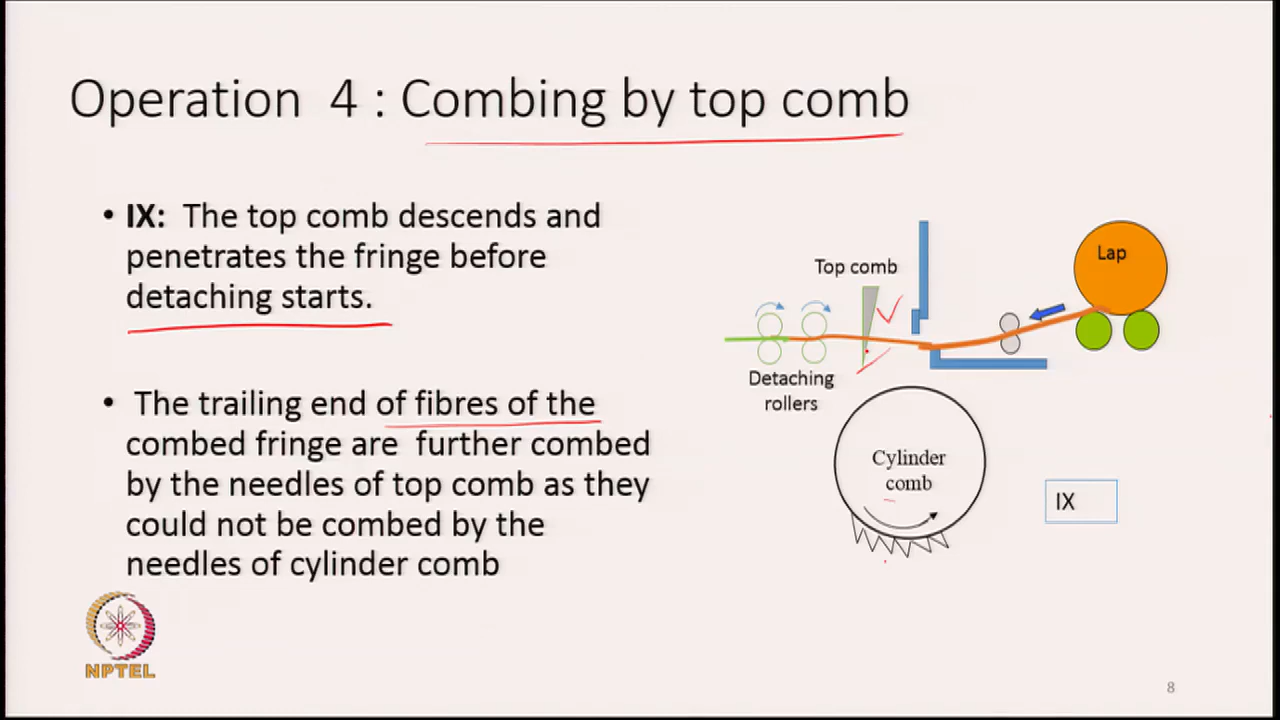 Operation 4 : Combing by top comb
• IX: The top comb descends and
penetrates the fringe before
detaching starts.
• The trailing end of fibres of the
combed fringe are further combed
by the needles of top comb as they
could not be combed by the
needles of cylinder comb
Top comb
Lap
Detaching
rollers
Cylinder
comb
IX
NPTEL
8